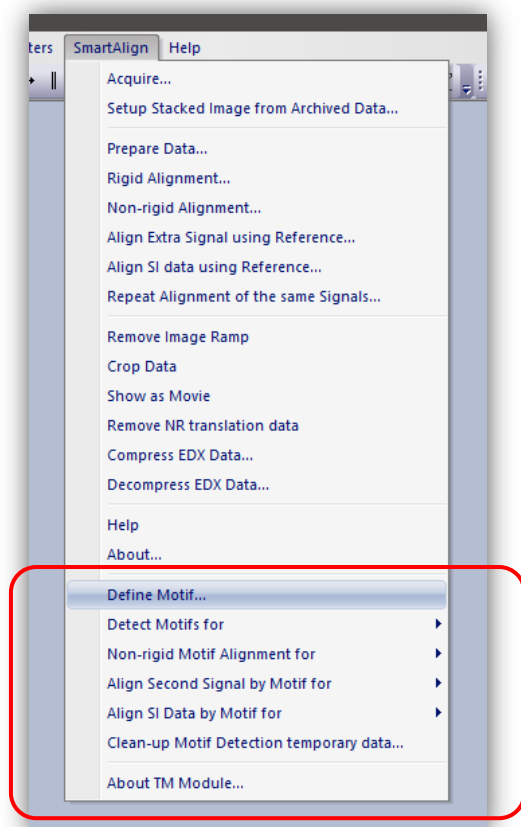 ters SmartAlign Help
Acquire...
Setup Stacked Image from Archived Data...
Prepare Data...
Rigid Alignment...
Non-rigid Alignment...
Align Extra Signal using Reference...
Align SI data using Reference...
Repeat Alignment of the same Signals...
Remove Image Ramp
Crop Data
Show as Movie
Remove NR translation data
Compress EDX Data...
Decompress EDX Data...
Help
About...
Define Motif...
Detect Motifs for
Non-rigid Motif Alignment for
Align Second Signal by Motif for
Align SI Data by Motif for
Clean-up Motif Detection temporary data...
About TM Module...